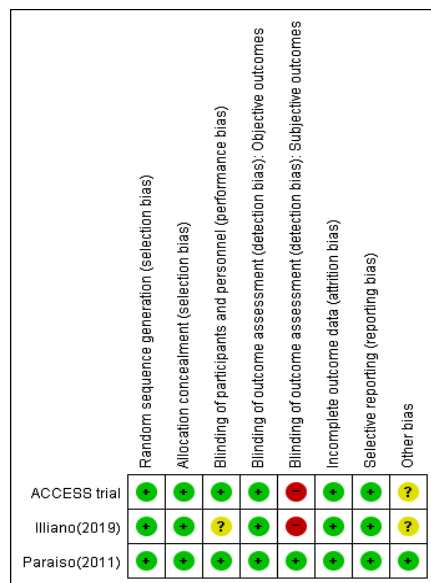 Random sequence generation (selection bias)
Allocation concealment (selection bias)
Blinding of participants and personnel (performance bias)
Blinding of outcome assessment (detection bias): Objective outcomes
Blinding of outcome assessment (detection bias): Subjective outcomes
Incomplete outcome data (attrition bias)
Selective reporting (reporting bias)
Other bias
ACCESS trial + + + + − + + ?
Illiano(2019) + + ? + − + + ?
Paraiso(2011) + + + + + + + +